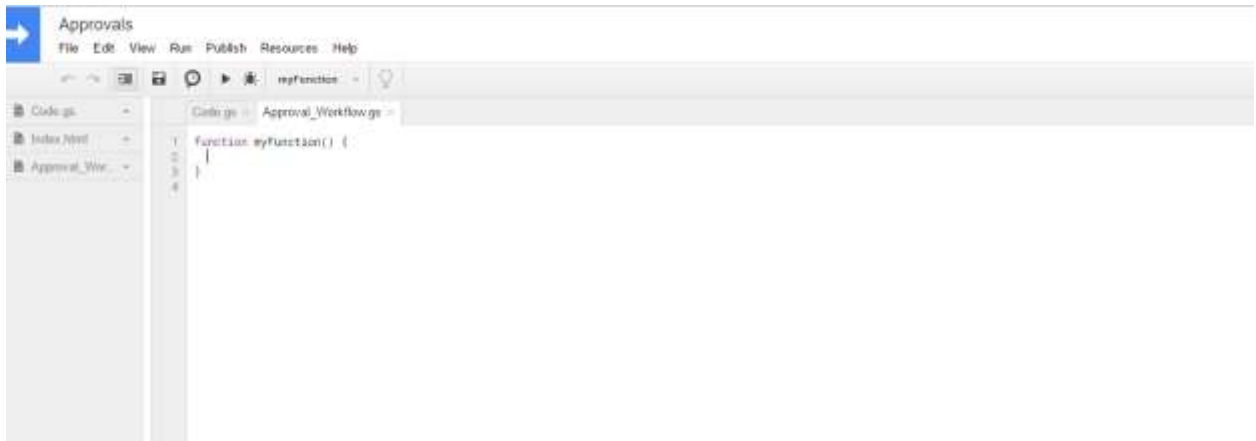 Approvals
File Edit View Run Publish Resources Help
myFunction
Code.gs
Index.html
Approval_Wor...
Code.gs Approval_Workflow.gs
1 function myFunction() {
2
3 }
4